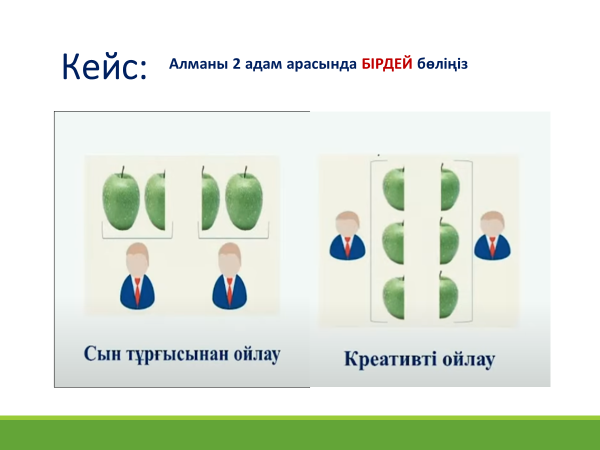 Кейс:
Алманы 2 адам арасында БІРДЕЙ бөліңіз
Сын тұрғысынан ойлау
Креативті ойлау